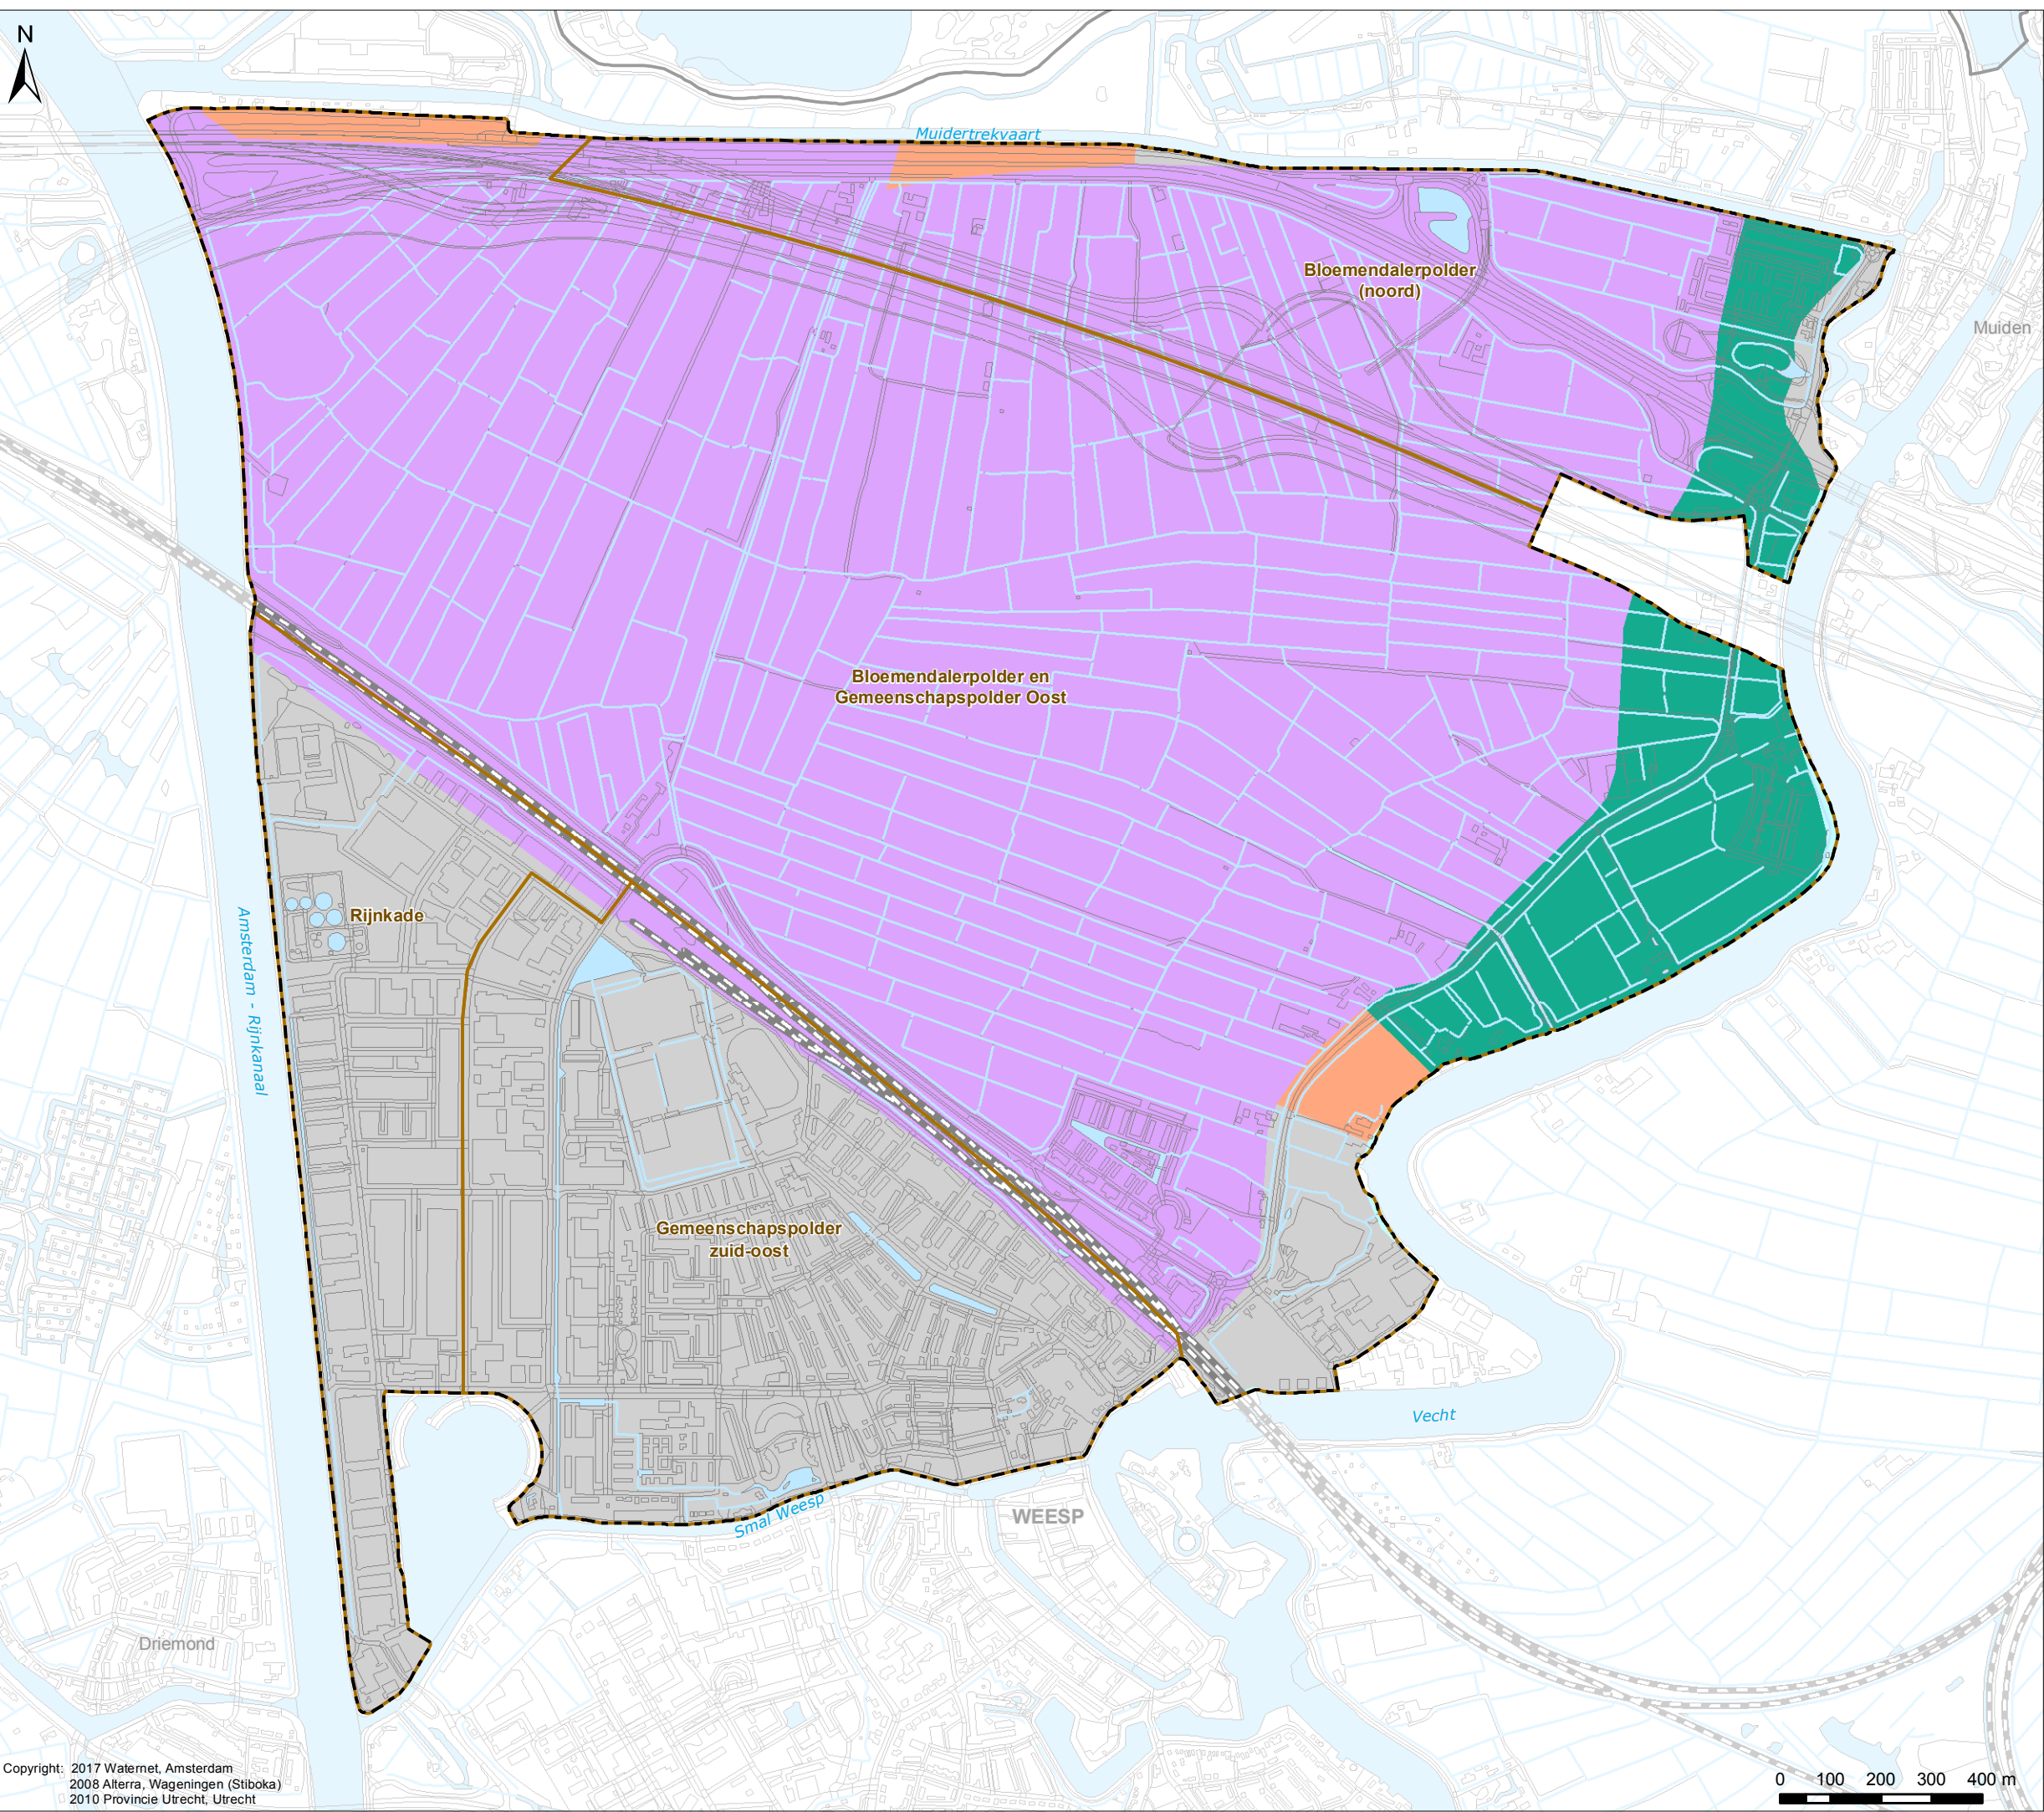 N
Muidertrekvaart
Bloemendalerpolder
(noord)
Muiden
Bloemendalerpolder en
Gemeenschapspolder Oost
Rijnkade
Amsterdam - Rijnkanaal
Gemeenschapspolder
zuid-oost
Vecht
Smal Weesp
WEESP
Driemond
Copyright: 2017 Waternet, Amsterdam
2008 Alterra, Wageningen (Stiboka)
2010 Provincie Utrecht, Utrecht
0 100 200 300 400 m